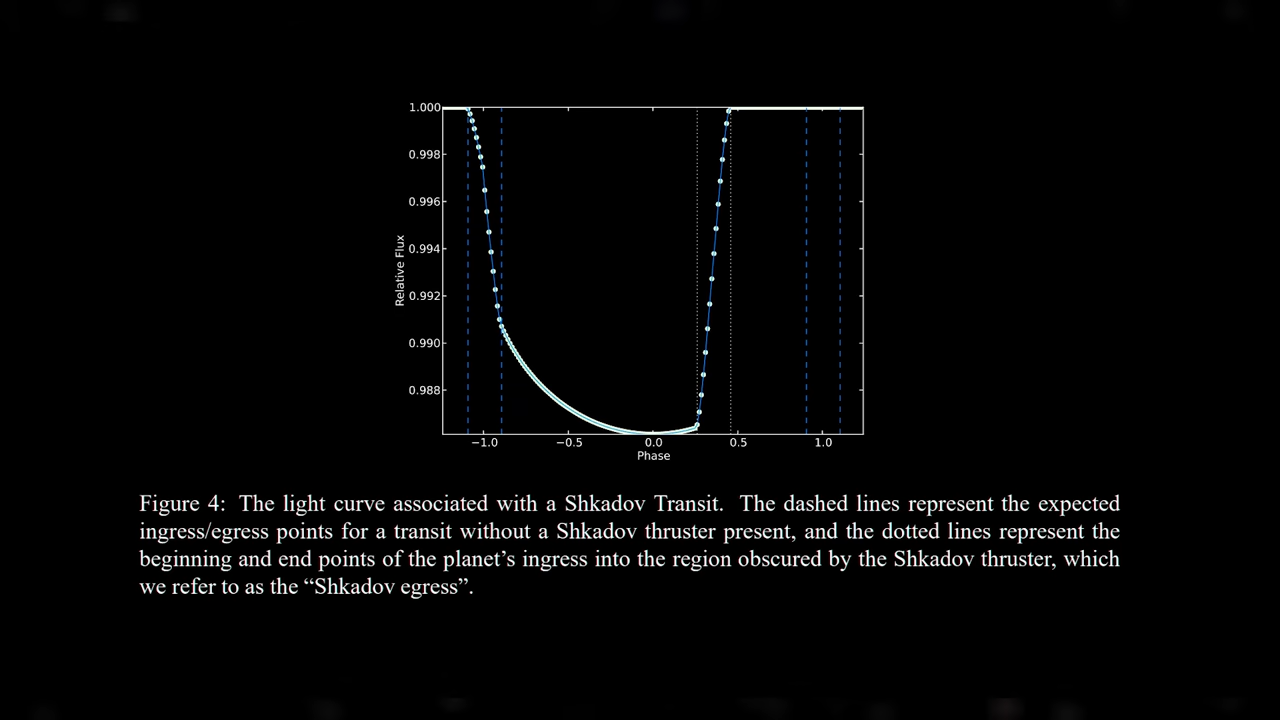 1.000
0.998
0.996
0.994
0.992
0.990
0.988
Relative Flux
−1.0 −0.5 0.0 0.5 1.0
Phase
Figure 4: The light curve associated with a Shkadov Transit. The dashed lines represent the expected
ingress/egress points for a transit without a Shkadov thruster present, and the dotted lines represent the
beginning and end points of the planet’s ingress into the region obscured by the Shkadov thruster, which
we refer to as the “Shkadov egress”.